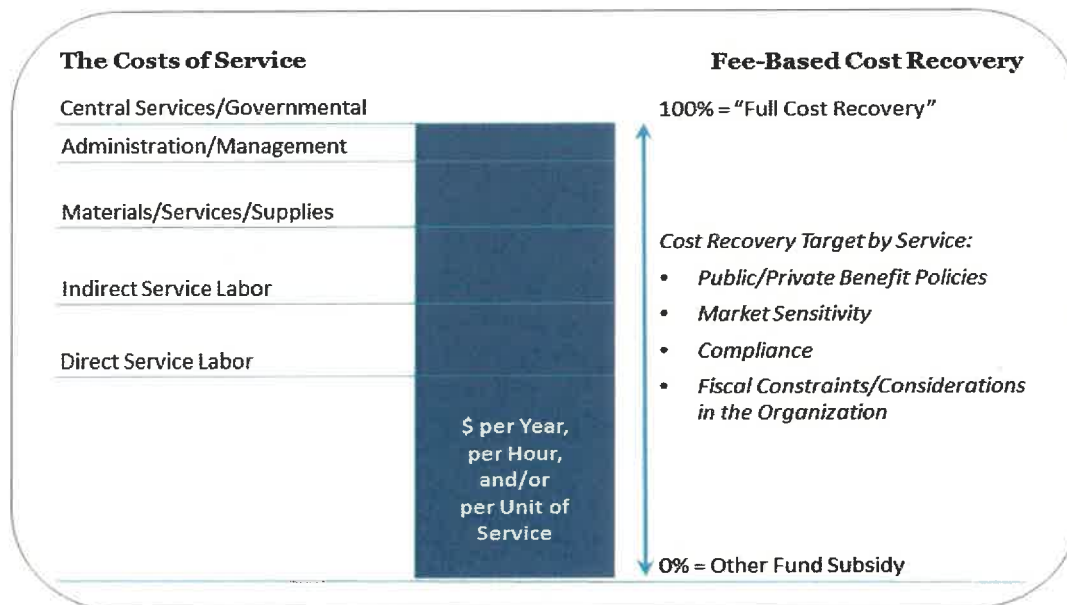 The Costs of Service
Fee-Based Cost Recovery
Central Services/Governmental
100% = “Full Cost Recovery”
Administration/Management
Materials/Services/Supplies
Cost Recovery Target by Service:
• Public/Private Benefit Policies
Indirect Service Labor
• Market Sensitivity
• Compliance
Direct Service Labor
• Fiscal Constraints/Considerations
in the Organization
$ per Year,
per Hour,
and/or
per Unit of
Service
0% = Other Fund Subsidy